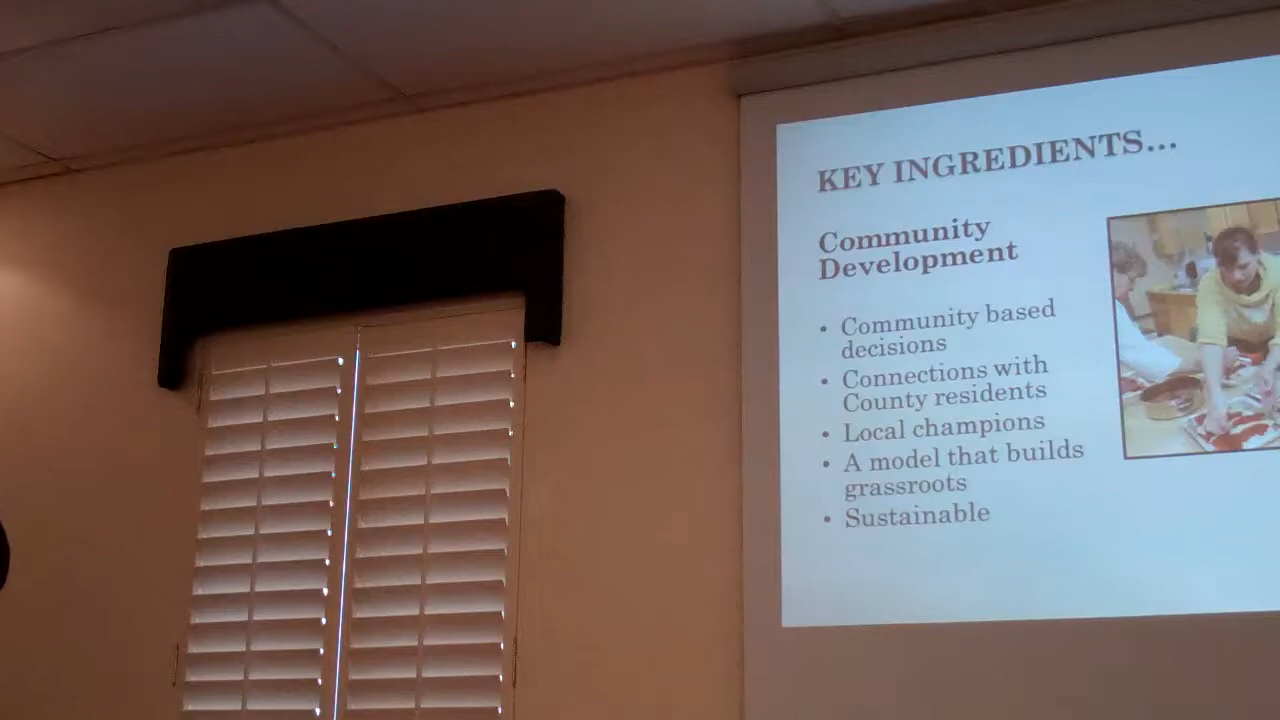 KEY INGREDIENTS...
Community
Development
• Community based
decisions
• Connections with
County residents
• Local champions
• A model that builds
grassroots
• Sustainable